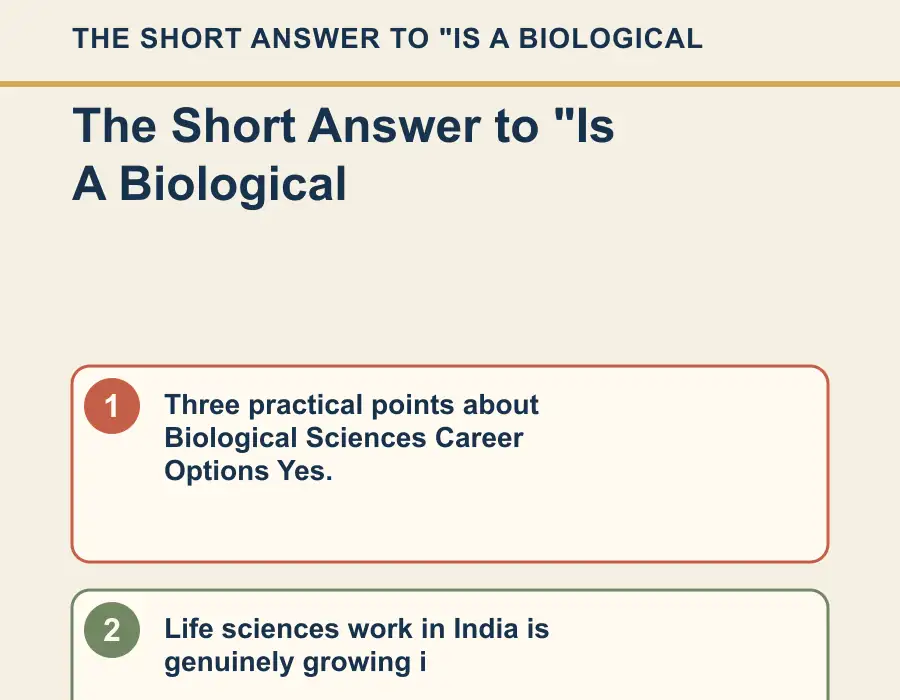 THE SHORT ANSWER TO "IS A BIOLOGICAL
The Short Answer to "Is
A Biological
1
Three practical points about
Biological Sciences Career
Options Yes.
2
Life sciences work in India is
genuinely growing i